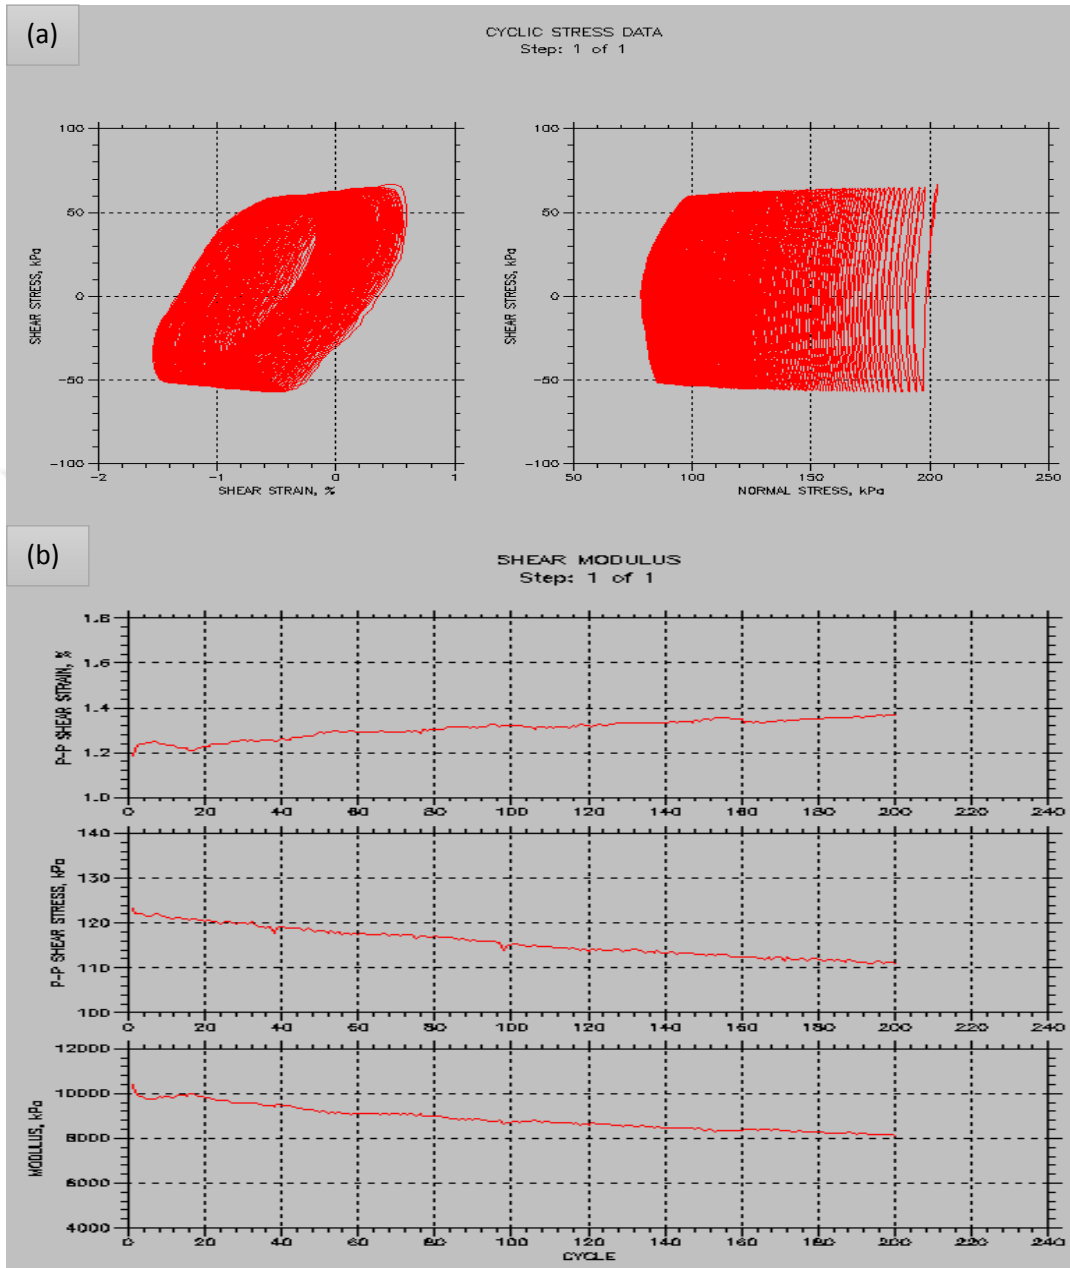 (a)
CYCLIC STRESS DATA
Step: 1 of 1
100
50
0
-50
-100
SHEAR STRESS, kPa
-2
-1
0
1
SHEAR STRAIN, %
100
50
0
-50
-100
SHEAR STRESS, kPa
50
100
150
200
250
NORMAL STRESS, kPa
(b)
SHEAR MODULUS
Step: 1 of 1
P-P SHEAR STRAIN, %
1.8
1.6
1.4
1.2
1.0
0 20 40 60 80 100 120 140 160 180 200 220 240
P-P SHEAR STRESS, kPa
140
130
120
110
100
0 20 40 60 80 100 120 140 160 180 200 220 240
MODULUS, kPa
12000
10000
8000
6000
4000
0 20 40 60 80 100 120 140 160 180 200 220 240
CYCLE